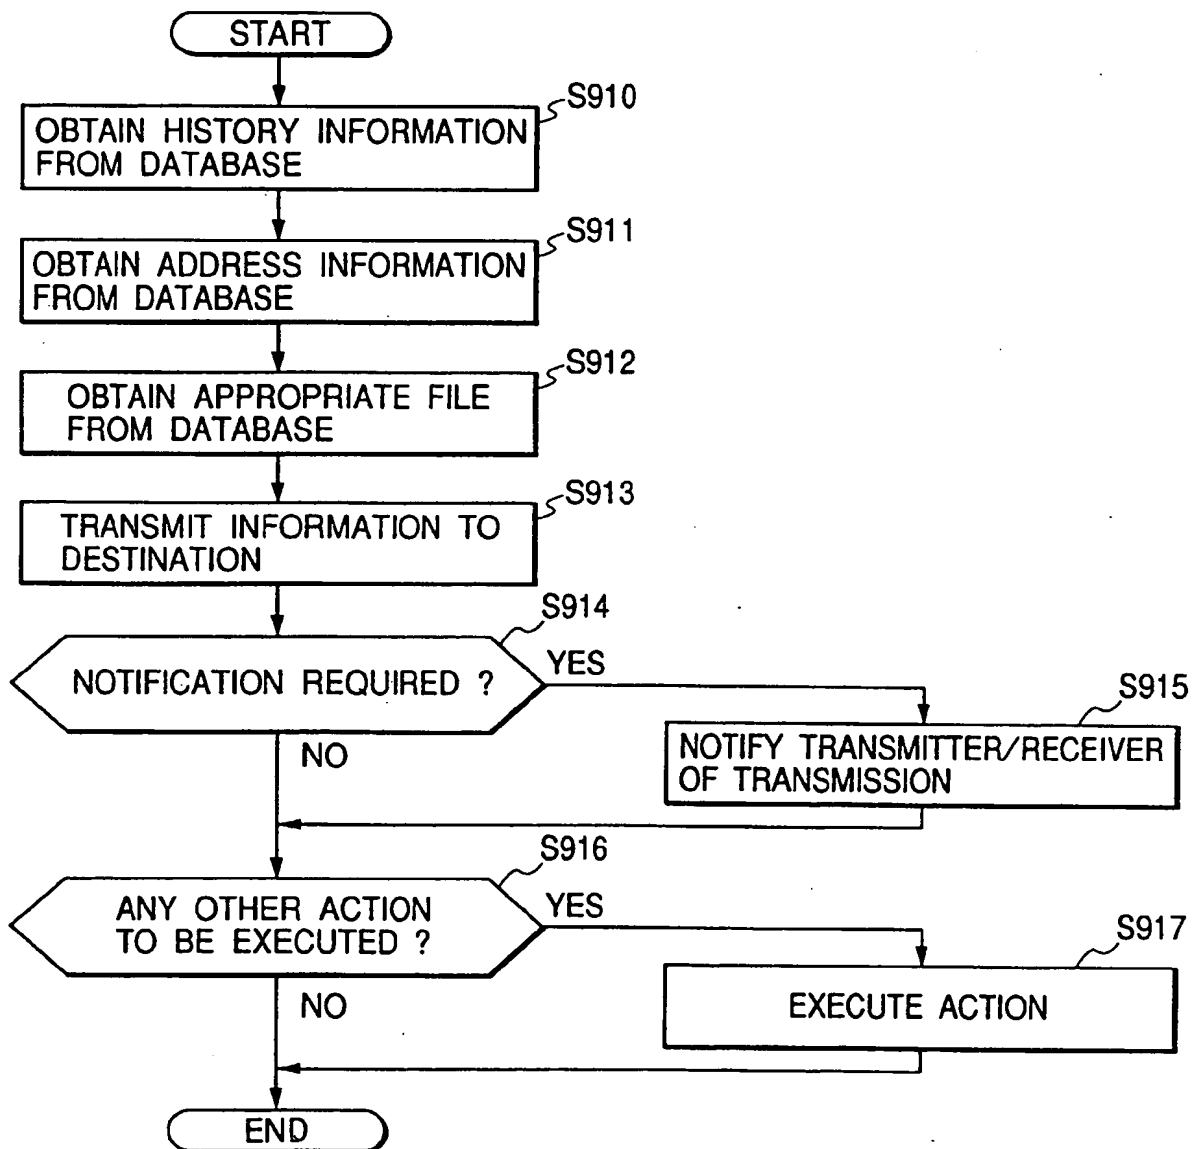 START
S910
OBTAIN HISTORY INFORMATION
FROM DATABASE
S911
OBTAIN ADDRESS INFORMATION
FROM DATABASE
S912
OBTAIN APPROPRIATE FILE
FROM DATABASE
S913
TRANSMIT INFORMATION TO
DESTINATION
S914
NOTIFICATION REQUIRED ?
YES
S915
NOTIFY TRANSMITTER/RECEIVER
OF TRANSMISSION
NO
S916
ANY OTHER ACTION
TO BE EXECUTED ?
YES
S917
EXECUTE ACTION
NO
END